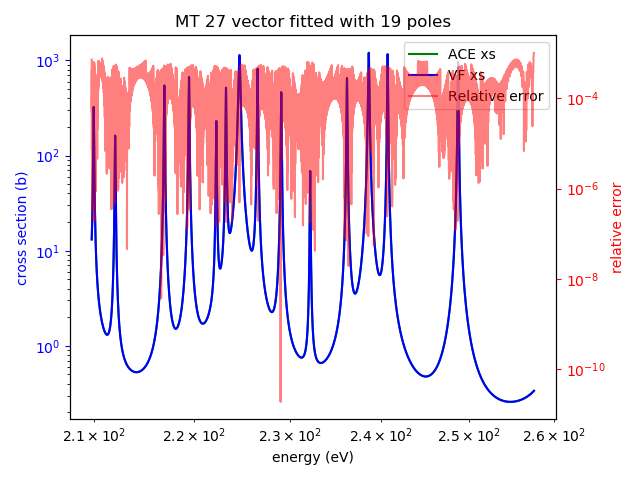 MT 27 vector fitted with 19 poles
ACE xs
VF xs
Relative error
cross section (b)
10³
10²
10¹
10⁰
relative error
10⁻⁴
10⁻⁶
10⁻⁸
10⁻¹⁰
2.1 × 10² 2.2 × 10² 2.3 × 10² 2.4 × 10² 2.5 × 10² 2.6 × 10²
energy (eV)